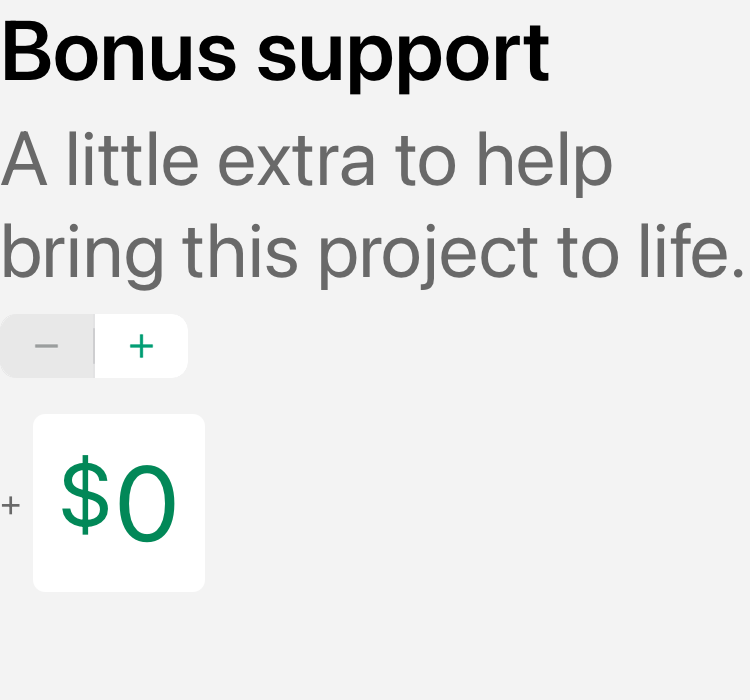 Bonus support
A little extra to help
bring this project to life.
− +
+ $0